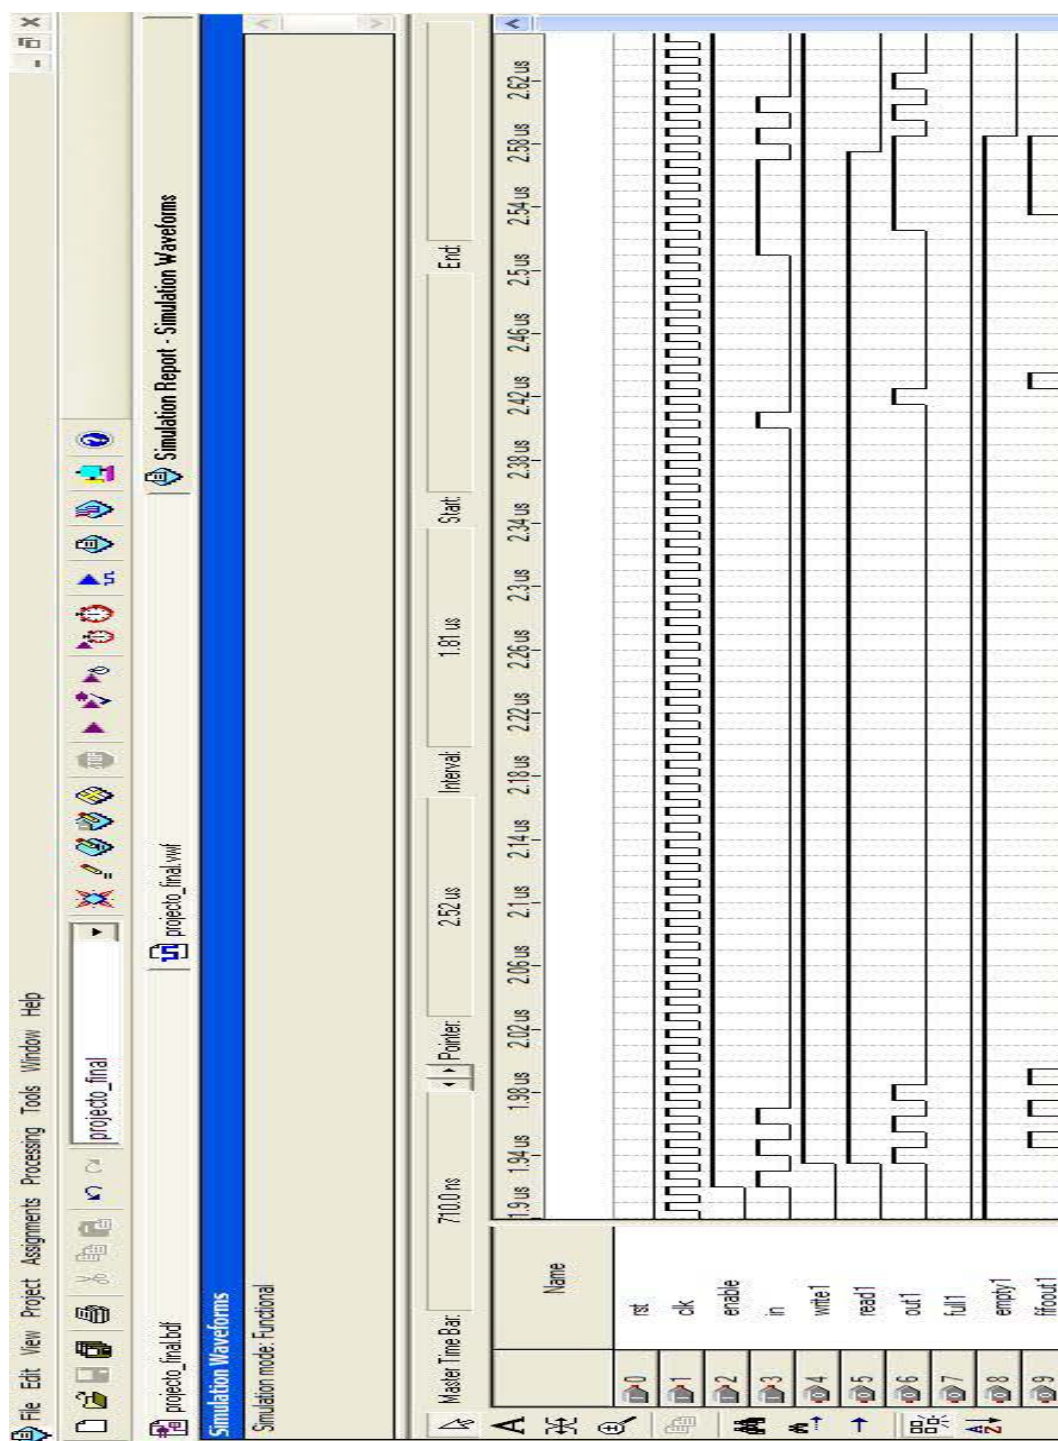 File Edit View Project Assignments Processing Tools Window Help
projecto_final
projecto_final.bdf
projecto_final.vwf
Simulation Report - Simulation Waveforms
Simulation Waveforms
Simulation mode: Functional
Master Time Bar: 710.0 ns Pointer: 2.52 us Interval: 1.81 us Start: End:
1.9 us 1.94 us 1.98 us 2.02 us 2.06 us 2.1 us 2.14 us 2.18 us 2.22 us 2.26 us 2.3 us 2.34 us 2.38 us 2.42 us 2.46 us 2.5 us 2.54 us 2.58 us 2.62 us
Name
0 rst
1 clk
2 enable
3 in
4 write1
5 read1
6 out1
7 full1
8 empty1
9 fifoout1